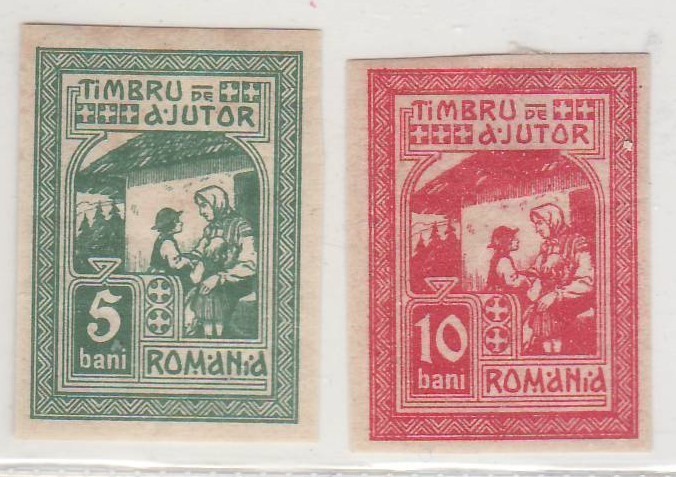 TIMBRU DE
AJUTOR
5
bani
ROMANIA
TIMBRU DE
AJUTOR
10
bani
ROMANIA